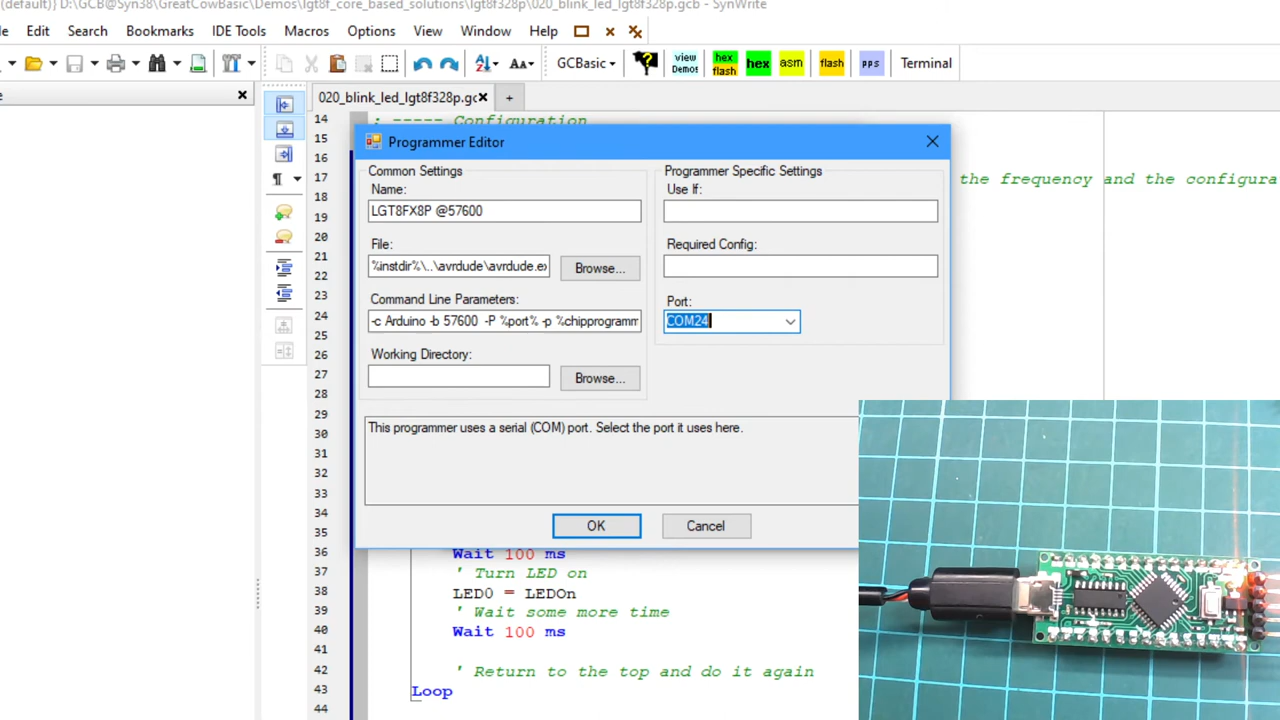 (default)} D:\GCB@Syn38\GreatCowBasic\Demos\lgt8f_core_based_solutions\lgt8f328p\020_blink_led_lgt8f328p.gcb - SynWrite
Edit Search Bookmarks IDE Tools Macros Options View Window Help
GCBasic view Demo! hex flash hex asm flash pps Terminal
020_blink_led_lgt8f328p.gc
14 ; ----- Configuration
15
16
17 the frequency and the configura
18
19
20
21
22
23
24
25
26
27
28
29
30
31
32
33
34
35
36 Wait 100 ms
37 ' Turn LED on
38 LED0 = LEDOn
39 ' Wait some more time
40 Wait 100 ms
41
42 ' Return to the top and do it again
43 Loop
44
Programmer Editor
Common Settings
Name:
LGT8FX8P @57600
File:
%instdir%\..\avrdude\avrdude.ex
Browse...
Command Line Parameters:
-c Arduino -b 57600 -P %port% -p %chipprogramm
Working Directory:
Browse...
Programmer Specific Settings
Use If:
Required Config:
Port:
COM24
This programmer uses a serial (COM) port. Select the port it uses here.
OK
Cancel